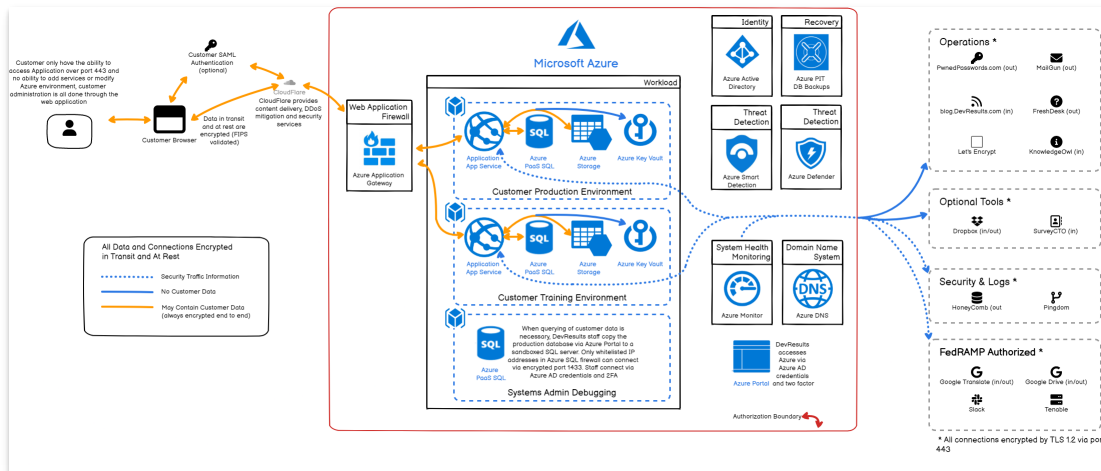 Customer only have the ability to
access Application over port 443 and
no ability to add services or modify
Azure environment, customer
administration is all done through the
web application
Customer SAML
Authentication
(optional)
CloudFlare
CloudFlare provides
content delivery, DDoS
mitigation and security
services
Customer Browser
Data in transit
and at rest are
encrypted (FIPS
validated)
All Data and Connections Encrypted
in Transit and At Rest
Security Traffic Information
No Customer Data
May Contain Customer Data
(always encrypted end to end)
Microsoft Azure
Web Application
Firewall
Azure Application
Gateway
Workload
Application
App Service
SQL
Azure
PaaS SQL
Azure
Storage
Azure Key Vault
Customer Production Environment
Application
App Service
SQL
Azure
PaaS SQL
Azure
Storage
Azure Key Vault
Customer Training Environment
SQL
Azure
PaaS SQL
When querying of customer data is
necessary, DevResults staff copy the
production database via Azure Portal to a
sandboxed SQL server. Only whitelisted IP
addresses in Azure SQL firewall can connect
via encrypted port 1433. Staff connect via
Azure AD credentials and 2FA
Systems Admin Debugging
Identity
Azure Active
Directory
Recovery
Azure PIT
DB Backups
Threat
Detection
Azure Smart
Detection
Threat
Detection
Azure Defender
System Health
Monitoring
Azure Monitor
Domain Name
System
DNS
Azure DNS
Azure Portal
DevResults
accesses
Azure via
Azure AD
credentials
and two factor
Authorization Boundary
Operations *
PwnedPasswords.com (out)
MailGun (out)
blog.DevResults.com (in)
FreshDesk (out)
Let's Encrypt
KnowledgeOwl (in)
Optional Tools *
Dropbox (in/out)
SurveyCTO (in)
Security & Logs *
HoneyComb (out
Pingdom
FedRAMP Authorized *
Google Translate (in/out)
Google Drive (in/out)
Slack
Tenable
* All connections encrypted by TLS 1.2 via por
443